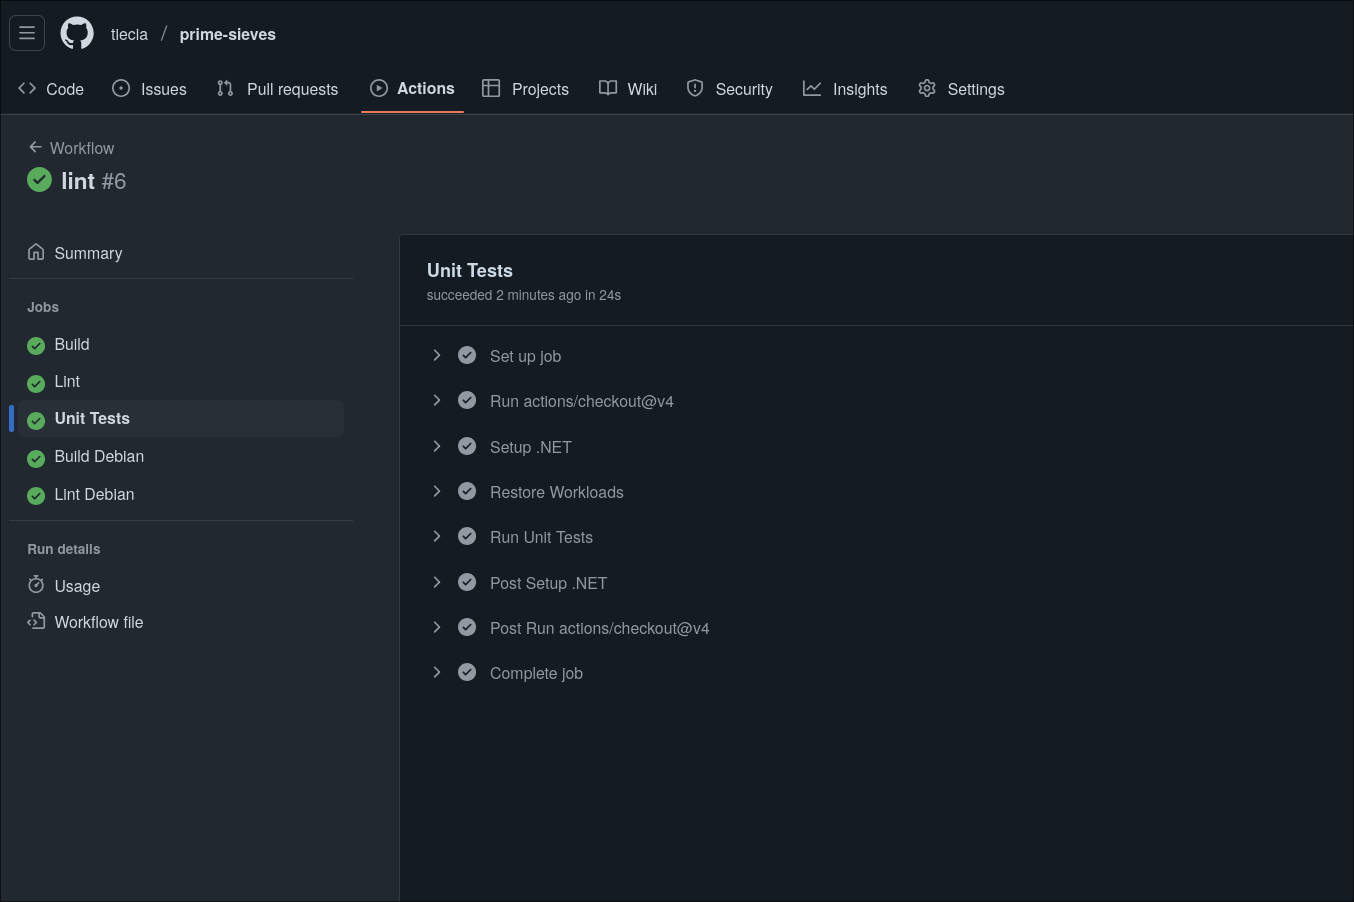 tlecla / prime-sieves
Code Issues Pull requests Actions Projects Wiki Security Insights Settings
Workflow
lint #6
Summary
Jobs
Build
Lint
Unit Tests
Build Debian
Lint Debian
Run details
Usage
Workflow file
Unit Tests
succeeded 2 minutes ago in 24s
Set up job
Run actions/checkout@v4
Setup .NET
Restore Workloads
Run Unit Tests
Post Setup .NET
Post Run actions/checkout@v4
Complete job